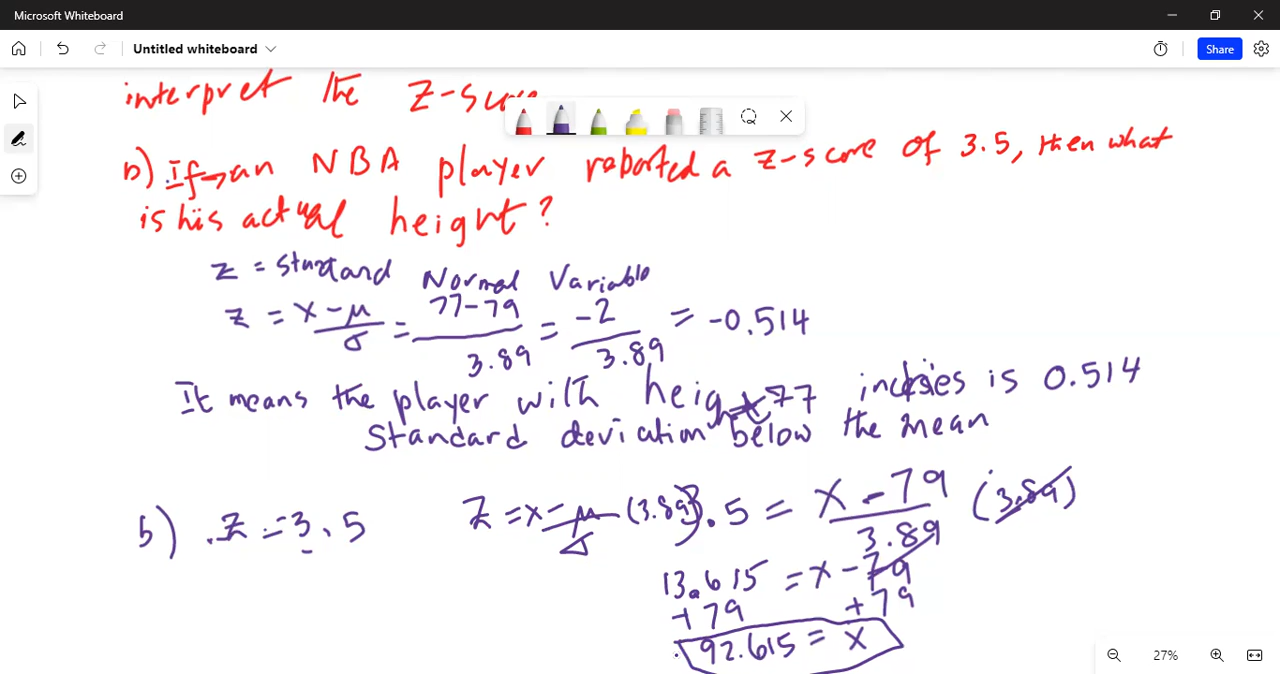 Microsoft Whiteboard
Untitled whiteboard
Share
interpret the Z-score
b) If an NBA player reported a z-score of 3.5, then what
is his actual height?
z = standard Normal Variable
z = x-μ/σ = 77-79/3.89 = -2/3.89 = -0.514
It means the player with height 77 inches is 0.514
standard deviation below the mean
b) z = 3.5 Z = x-μ/σ (3.89)3.5 = x-79/3.89 (3.89)
13.615 = x-79
+79 +79
92.615 = x
27%